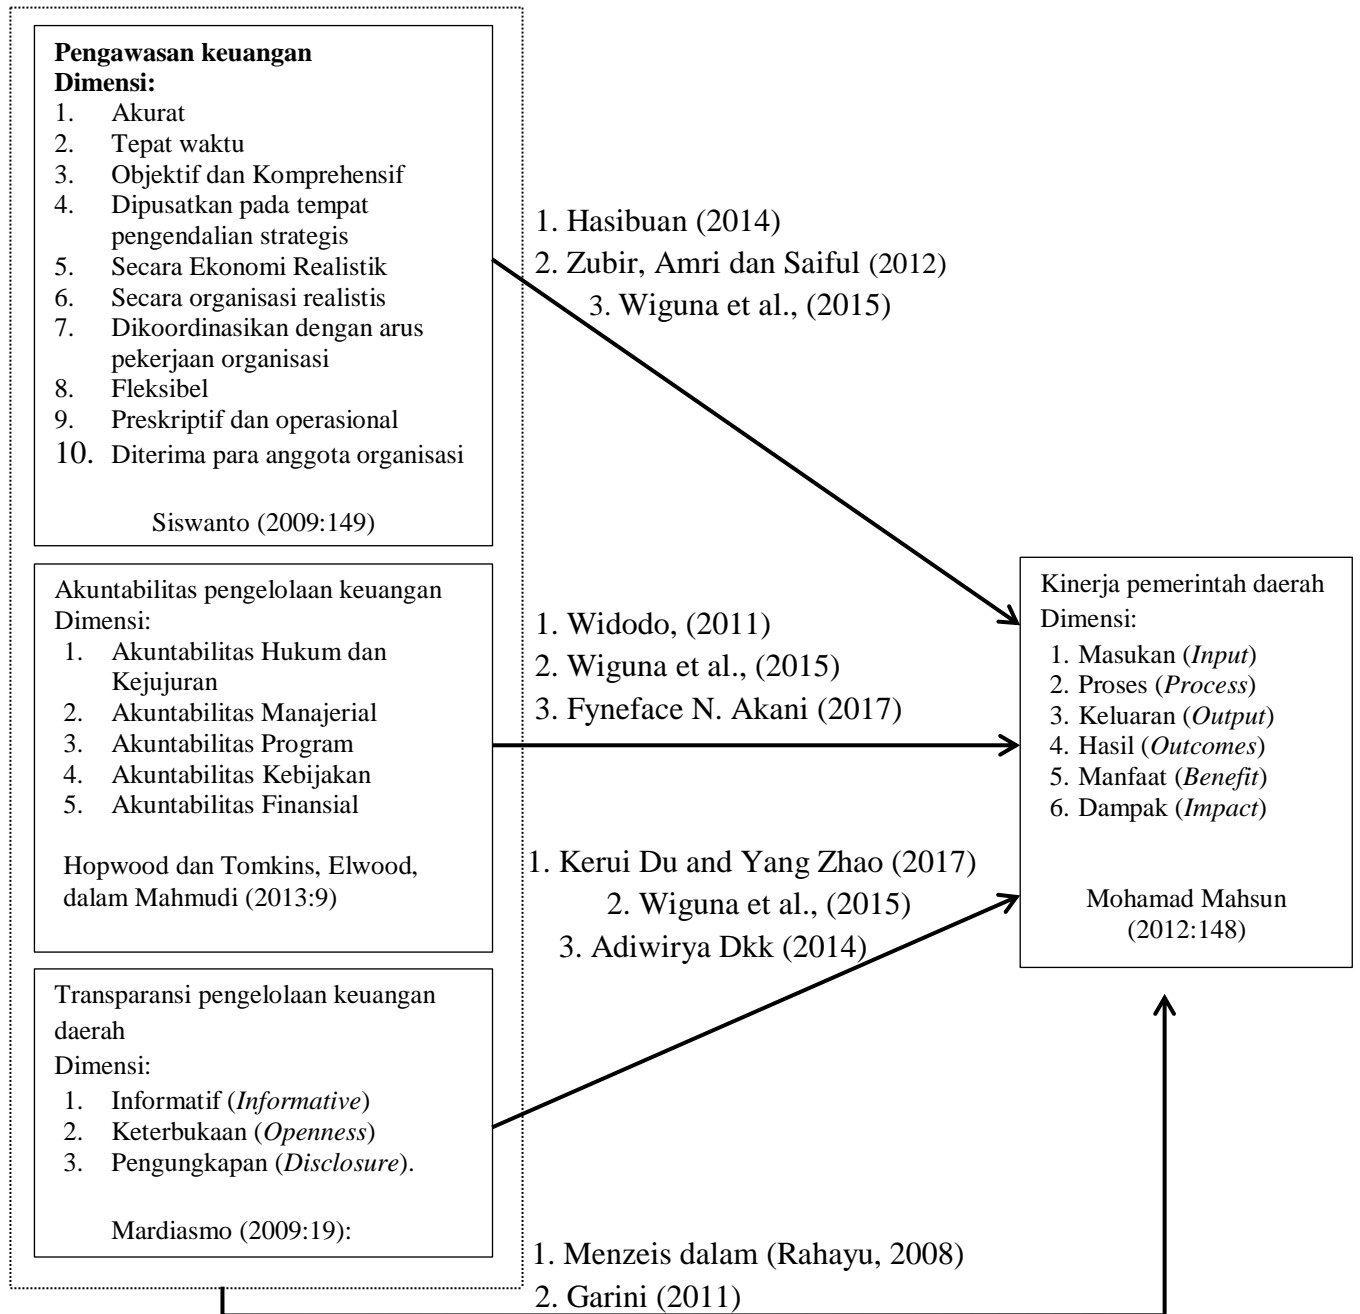 Pengawasan keuangan
Dimensi:
1. Akurat
2. Tepat waktu
3. Objektif dan Komprehensif
4. Dipusatkan pada tempat
pengendalian strategis
5. Secara Ekonomi Realistik
6. Secara organisasi realistis
7. Dikoordinasikan dengan arus
pekerjaan organisasi
8. Fleksibel
9. Preskriptif dan operasional
10. Diterima para anggota organisasi
Siswanto (2009:149)
1. Hasibuan (2014)
2. Zubir, Amri dan Saiful (2012)
3. Wiguna et al., (2015)
Akuntabilitas pengelolaan keuangan
Dimensi:
1. Akuntabilitas Hukum dan
Kejujuran
2. Akuntabilitas Manajerial
3. Akuntabilitas Program
4. Akuntabilitas Kebijakan
5. Akuntabilitas Finansial
Hopwood dan Tomkins, Elwood,
dalam Mahmudi (2013:9)
1. Widodo, (2011)
2. Wiguna et al., (2015)
3. Fyneface N. Akani (2017)
Kinerja pemerintah daerah
Dimensi:
1. Masukan (Input)
2. Proses (Process)
3. Keluaran (Output)
4. Hasil (Outcomes)
5. Manfaat (Benefit)
6. Dampak (Impact)
Mohamad Mahsun
(2012:148)
1. Kerui Du and Yang Zhao (2017)
2. Wiguna et al., (2015)
3. Adiwirya Dkk (2014)
Transparansi pengelolaan keuangan
daerah
Dimensi:
1. Informatif (Informative)
2. Keterbukaan (Openness)
3. Pengungkapan (Disclosure).
Mardiasmo (2009:19):
1. Menzeis dalam (Rahayu, 2008)
2. Garini (2011)